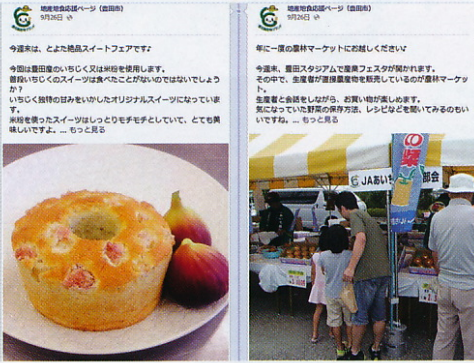 地産地食応援ページ（豊田市）
9月26日
今週末は、とよた絶品スイートフェアです♪
今回は豊田産のいちじく又は米粉を使用します。
普段いちじくのスイーツは食べたことがないのではないでしょう
か？
いちじく独特の甘みをいかしたオリジナルスイーツになっていま
す。
米粉を使ったスイーツはしっとりモチモチとしていて、とても美
味しいですよ。... もっと見る
地産地食応援ページ（豊田市）
9月26日
年に一度の農林マーケットにお越しください♪
今週末、豊田スタジアムで産業フェスタが開かれます。
その中で、生産者が直接農産物を販売しているのが農林マーケッ
ト。
生産者と会話をしながら、お買い物が楽しめます。
気になっていた野菜の保存方法、レシピなどを聞いてみるのもい
いですね。... もっと見る
JAあいち
部会